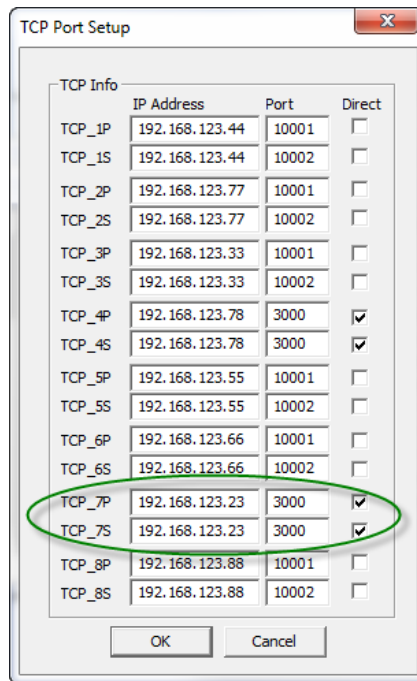 TCP Port Setup
TCP Info
IP Address Port Direct
TCP_1P 192.168.123.44 10001
TCP_1S 192.168.123.44 10002
TCP_2P 192.168.123.77 10001
TCP_2S 192.168.123.77 10002
TCP_3P 192.168.123.33 10001
TCP_3S 192.168.123.33 10002
TCP_4P 192.168.123.78 3000
TCP_4S 192.168.123.78 3000
TCP_5P 192.168.123.55 10001
TCP_5S 192.168.123.55 10002
TCP_6P 192.168.123.66 10001
TCP_6S 192.168.123.66 10002
TCP_7P 192.168.123.23 3000
TCP_7S 192.168.123.23 3000
TCP_8P 192.168.123.88 10001
TCP_8S 192.168.123.88 10002
OK Cancel